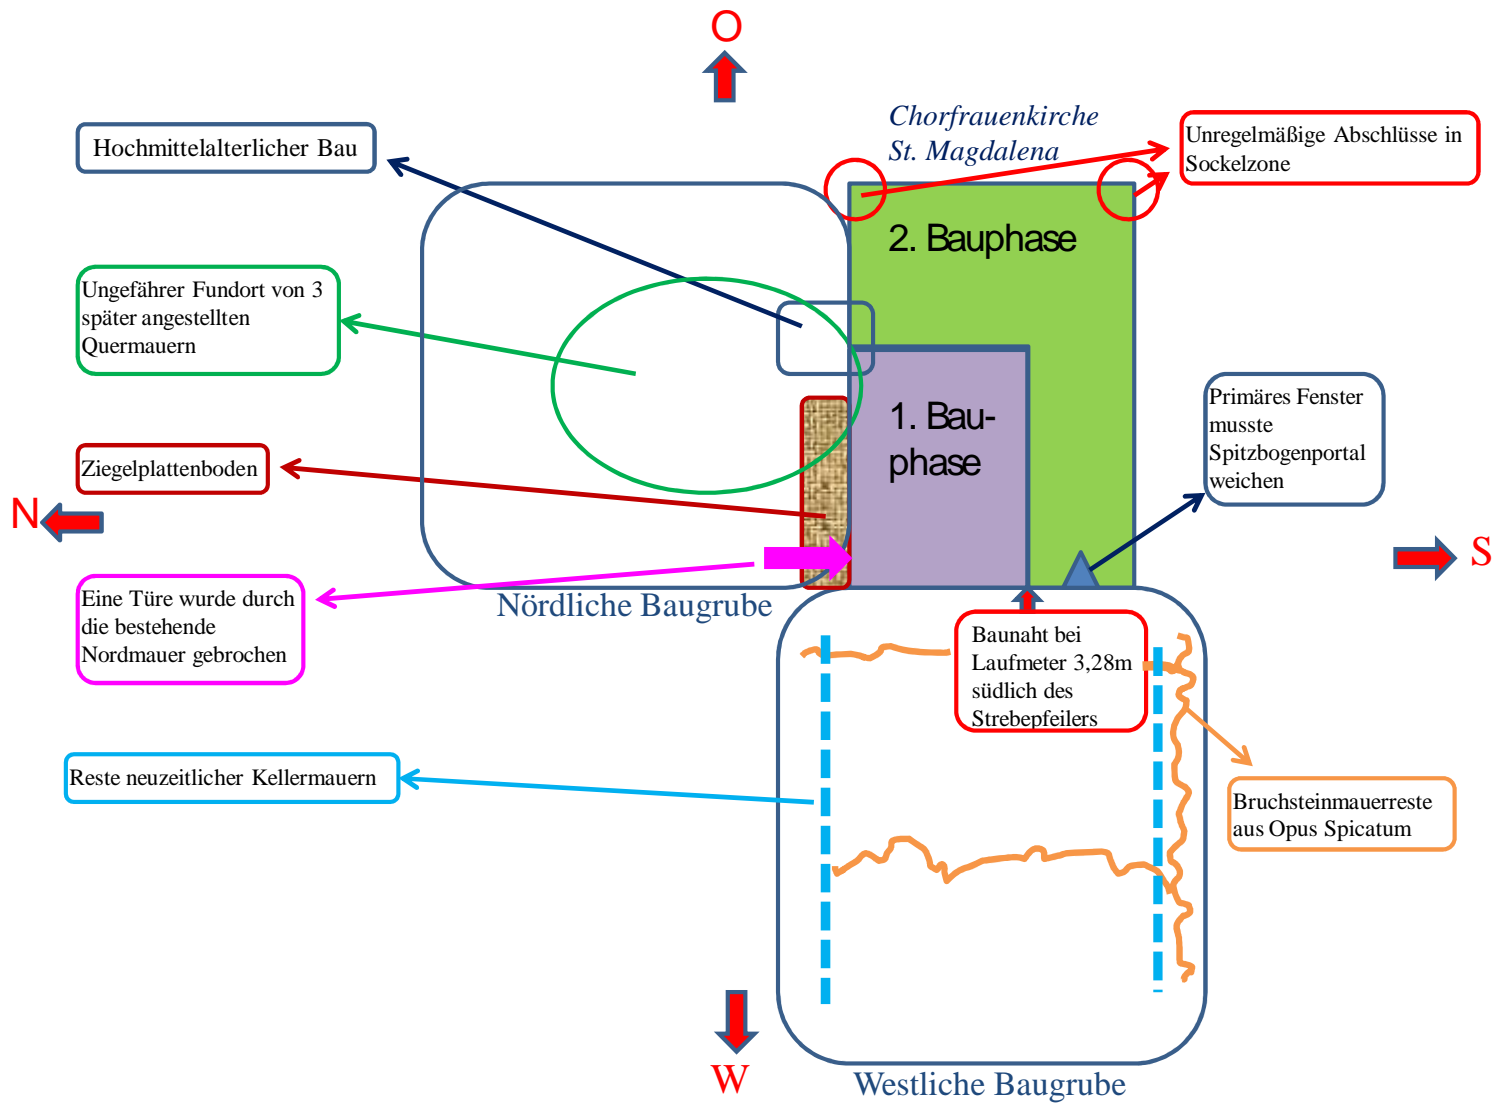 O
Chorfrauenkirche
St. Magdalena
Hochmittelalterlicher Bau
Unregelmäßige Abschlüsse in
Sockelzone
2. Bauphase
Ungefährer Fundort von 3
später angestellten
Quermauern
1. Bau-
phase
Primäres Fenster
musste
Spitzbogenportal
weichen
Ziegelplattenboden
N
S
Eine Türe wurde durch
die bestehende
Nordmauer gebrochen
Nördliche Baugrube
Baunaht bei
Laufmeter 3,28m
südlich des
Strebepfeilers
Reste neuzeitlicher Kellermauern
Bruchsteinmauerreste
aus Opus Spicatum
W
Westliche Baugrube